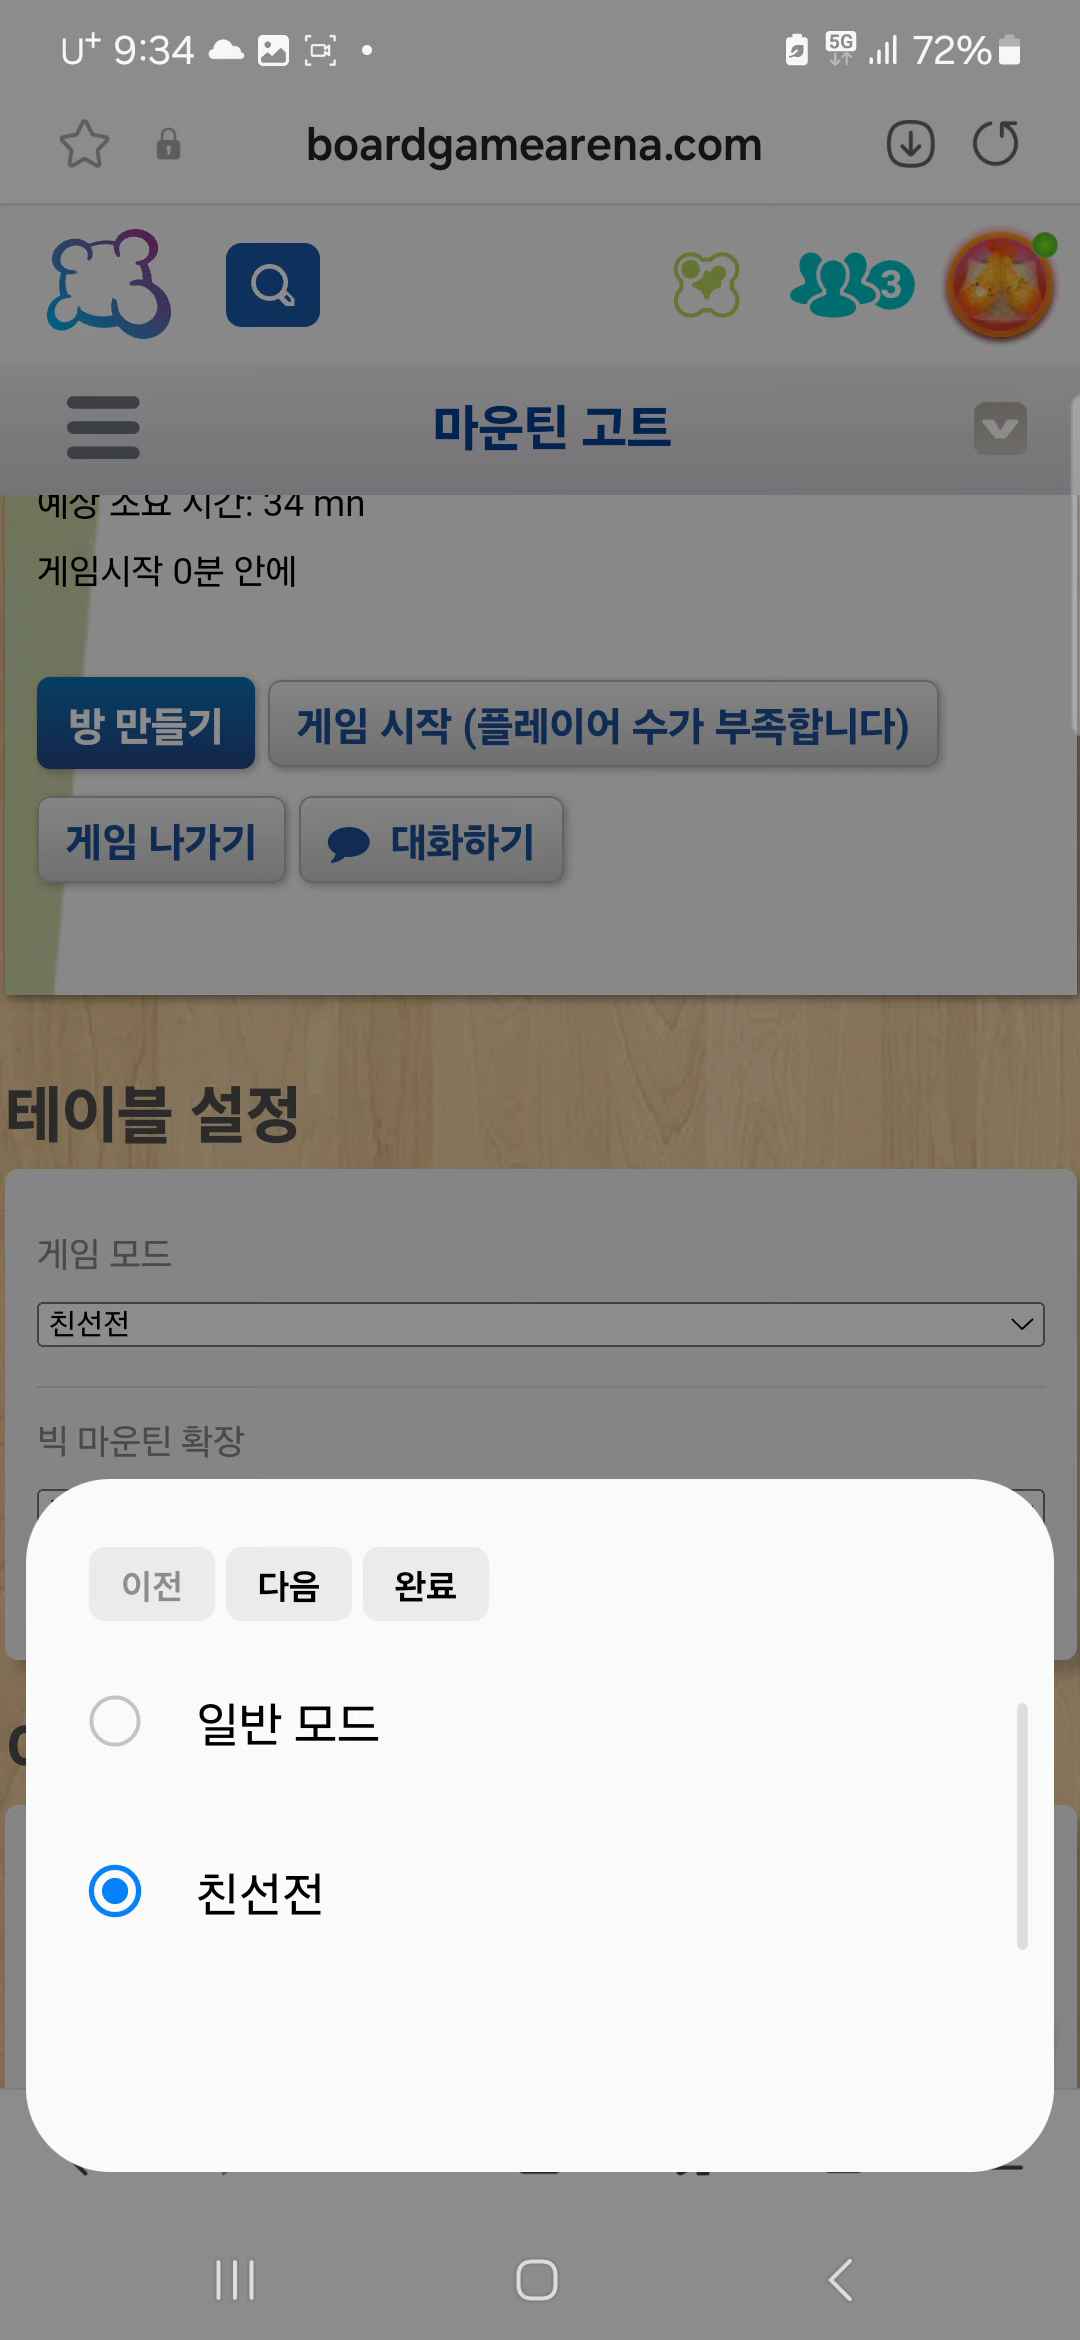 U+ 9:34 5G 72%
boardgamearena.com
3
마운틴 고트
예상 소요 시간: 34 mn
게임시작 0분 안에
방 만들기
게임 시작 (플레이어 수가 부족합니다)
게임 나가기
대화하기
테이블 설정
게임 모드
친선전
빅 마운틴 확장
이전
다음
완료
일반 모드
친선전